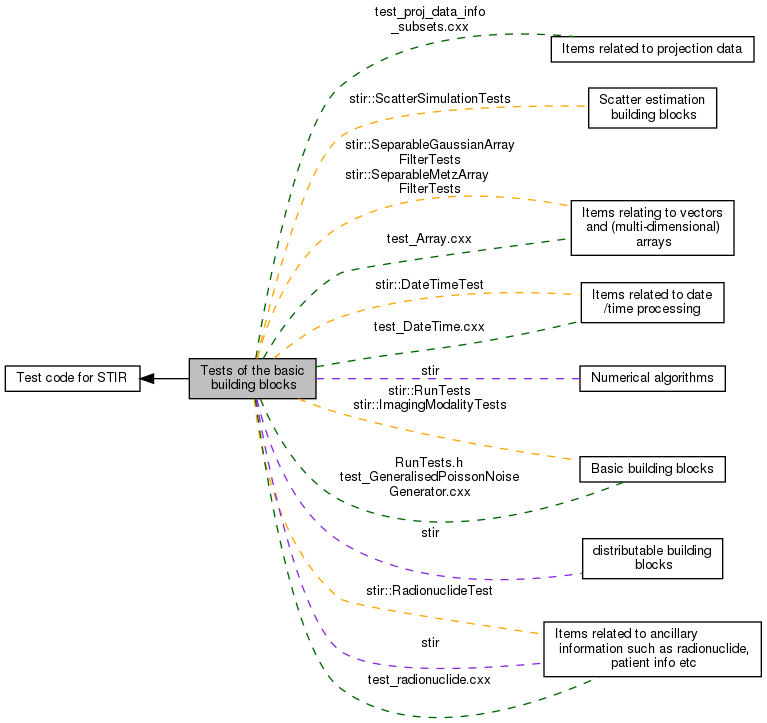 test_proj_data_info
_subsets.cxx
Items related to projection data
stir::ScatterSimulationTests
Scatter estimation
building blocks
stir::SeparableGaussianArray
FilterTests
stir::SeparableMetzArray
FilterTests
Items relating to vectors
and (multi-dimensional)
arrays
test_Array.cxx
stir::DateTimeTest
Items related to date
/time processing
test_DateTime.cxx
Test code for STIR
Tests of the basic
building blocks
stir
Numerical algorithms
stir::RunTests
stir::ImagingModalityTests
Basic building blocks
RunTests.h
test_GeneralisedPoissonNoise
Generator.cxx
stir
distributable building
blocks
stir::RadionuclideTest
Items related to ancillary
information such as radionuclide,
patient info etc
stir
test_radionuclide.cxx